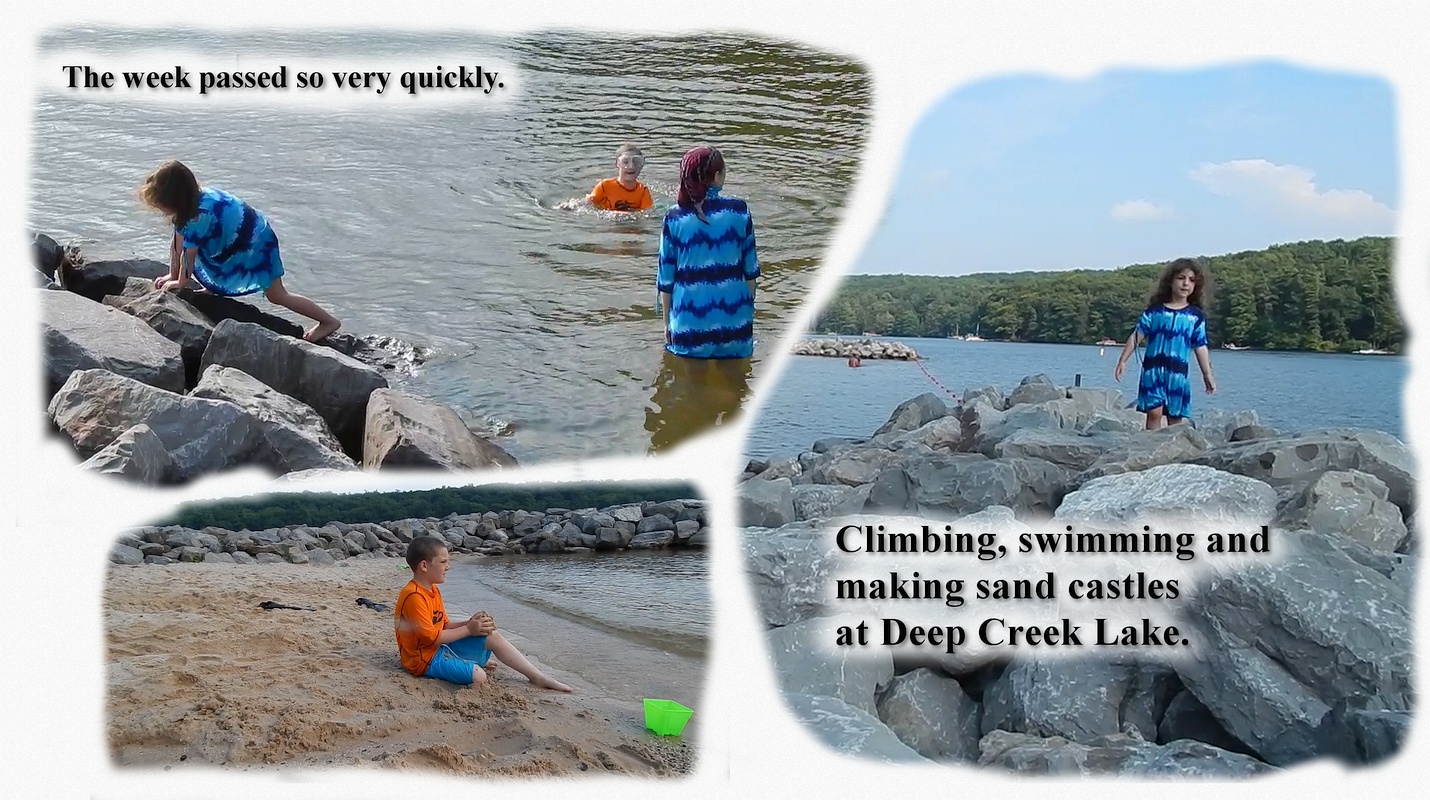 The week passed so very quickly.
Climbing, swimming and
making sand castles
at Deep Creek Lake.